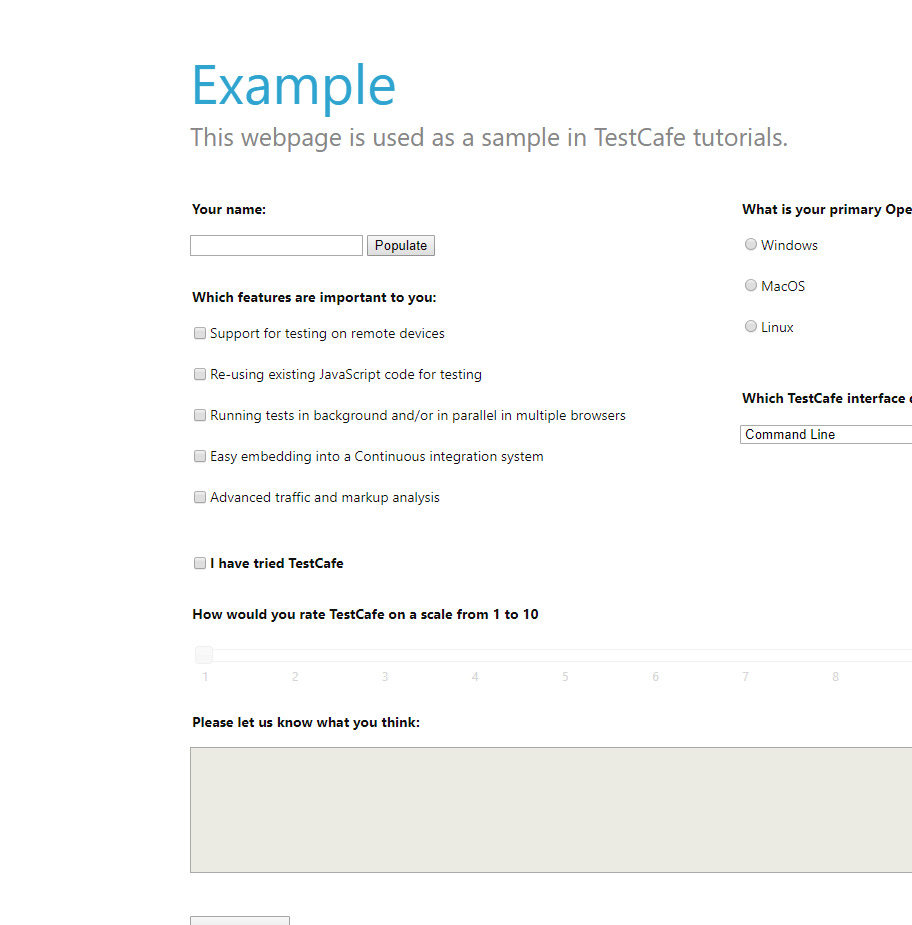 Example
This webpage is used as a sample in TestCafe tutorials.
Your name:
Populate
Which features are important to you:
Support for testing on remote devices
Re-using existing JavaScript code for testing
Running tests in background and/or in parallel in multiple browsers
Easy embedding into a Continuous integration system
Advanced traffic and markup analysis
What is your primary Ope
Windows
MacOS
Linux
Which TestCafe interface
Command Line
I have tried TestCafe
How would you rate TestCafe on a scale from 1 to 10
1 2 3 4 5 6 7 8
Please let us know what you think: